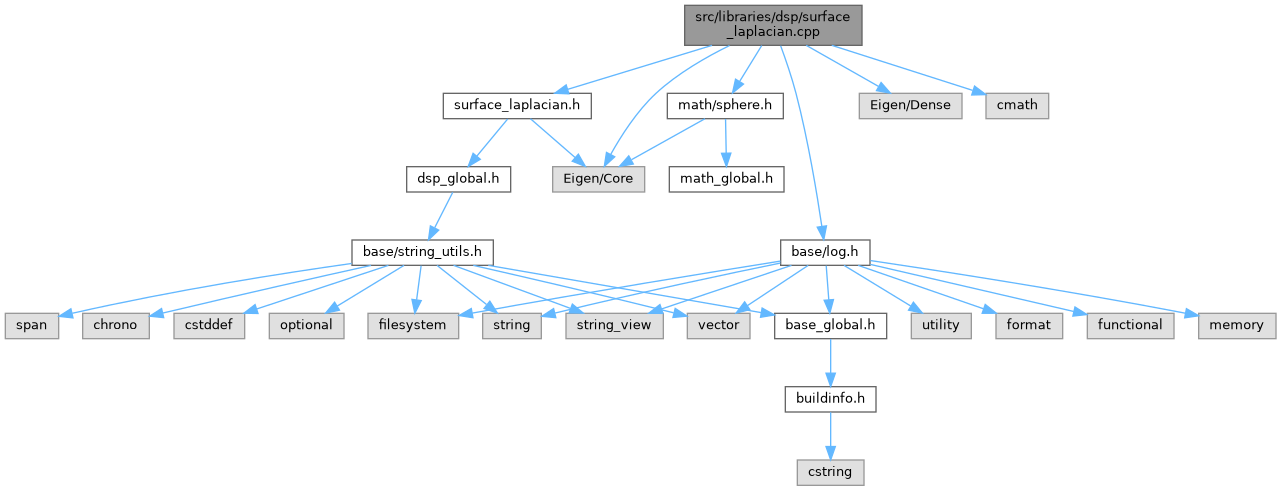 src/libraries/dsp/surface
_laplacian.cpp
surface_laplacian.h
math/sphere.h
Eigen/Dense
cmath
dsp_global.h
Eigen/Core
math_global.h
base/string_utils.h
base/log.h
span
chrono
cstddef
optional
filesystem
string
string_view
vector
base_global.h
utility
format
functional
memory
buildinfo.h
cstring